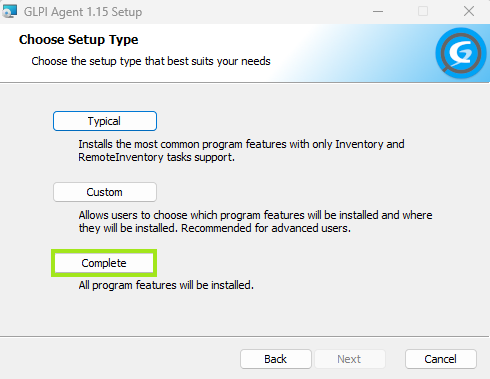 GLPI Agent 1.15 Setup
Choose Setup Type
Choose the setup type that best suits your needs
Typical
Installs the most common program features with only Inventory and
RemoteInventory tasks support.
Custom
Allows users to choose which program features will be installed and where
they will be installed. Recommended for advanced users.
Complete
All program features will be installed.
Back Next Cancel